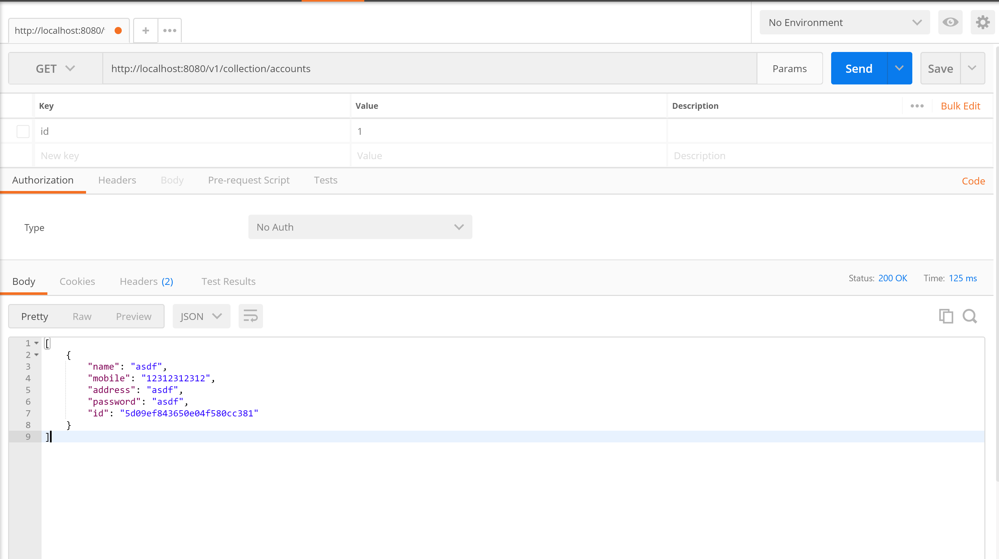 http://localhost:8080/
No Environment
GET http://localhost:8080/v1/collection/accounts Params Send Save
Key Value Description Bulk Edit
id 1
New key Value Description
Authorization Headers Body Pre-request Script Tests Code
Type No Auth
Body Cookies Headers (2) Test Results Status: 200 OK Time: 125 ms
Pretty Raw Preview JSON
1 [
2 {
3 "name": "asdf",
4 "mobile": "12312312312",
5 "address": "asdf",
6 "password": "asdf",
7 "id": "5d09ef843650e04f580cc381"
8 }
9 ]